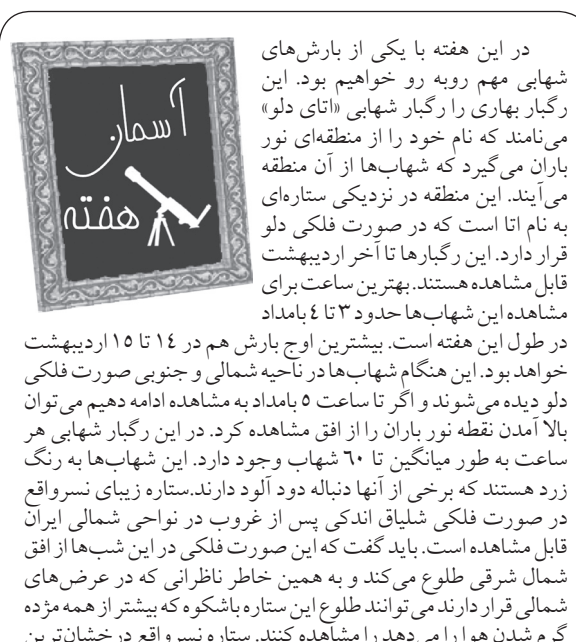 آسمان
هفته
در این هفته با یکی از بارش‌های
شهابی مهم روبه رو خواهیم بود. این
رگبار بهاری را رگبار شهابی «اتای دلو»
می‌نامند که نام خود را از منطقه‌ای نور
باران می‌گیرد که شهاب‌ها از آن منطقه
می‌آیند. این منطقه در نزدیکی ستاره‌ای
به نام اتا است که در صورت فلکی دلو
قرار دارد. این رگبارها تا آخر اردیبهشت
قابل مشاهده هستند. بهترین ساعت برای
مشاهده این شهاب‌ها حدود ۳ تا ٤ بامداد
در طول این هفته است. بیشترین اوج بارش هم در ١٤ تا ١٥ اردیبهشت
خواهد بود. این هنگام شهاب‌ها در ناحیه شمالی و جنوبی صورت فلکی
دلو دیده می‌شوند و اگر تا ساعت ٥ بامداد به مشاهده ادامه دهیم می‌توان
بالا آمدن نقطه نور باران را از افق مشاهده کرد. در این رگبار شهابی هر
ساعت به طور میانگین تا ٦٠ شهاب وجود دارد. این شهاب‌ها به رنگ
زرد هستند که برخی از آنها دنباله دود آلود دارند.ستاره زیبای نسرواقع
در صورت فلکی شلیاق اندکی پس از غروب در نواحی شمالی ایران
قابل مشاهده است. باید گفت که این صورت فلکی در این شب‌ها از افق
شمال شرقی طلوع می‌کند و به همین خاطر ناظرانی که در عرض‌های
شمالی قرار دارند می‌توانند طلوع این ستاره باشکوه که بیشتر از همه مژده
گرم شدن هوا را می‌دهد را مشاهده کنند. ستاره نسرواقع درخشان‌ترین